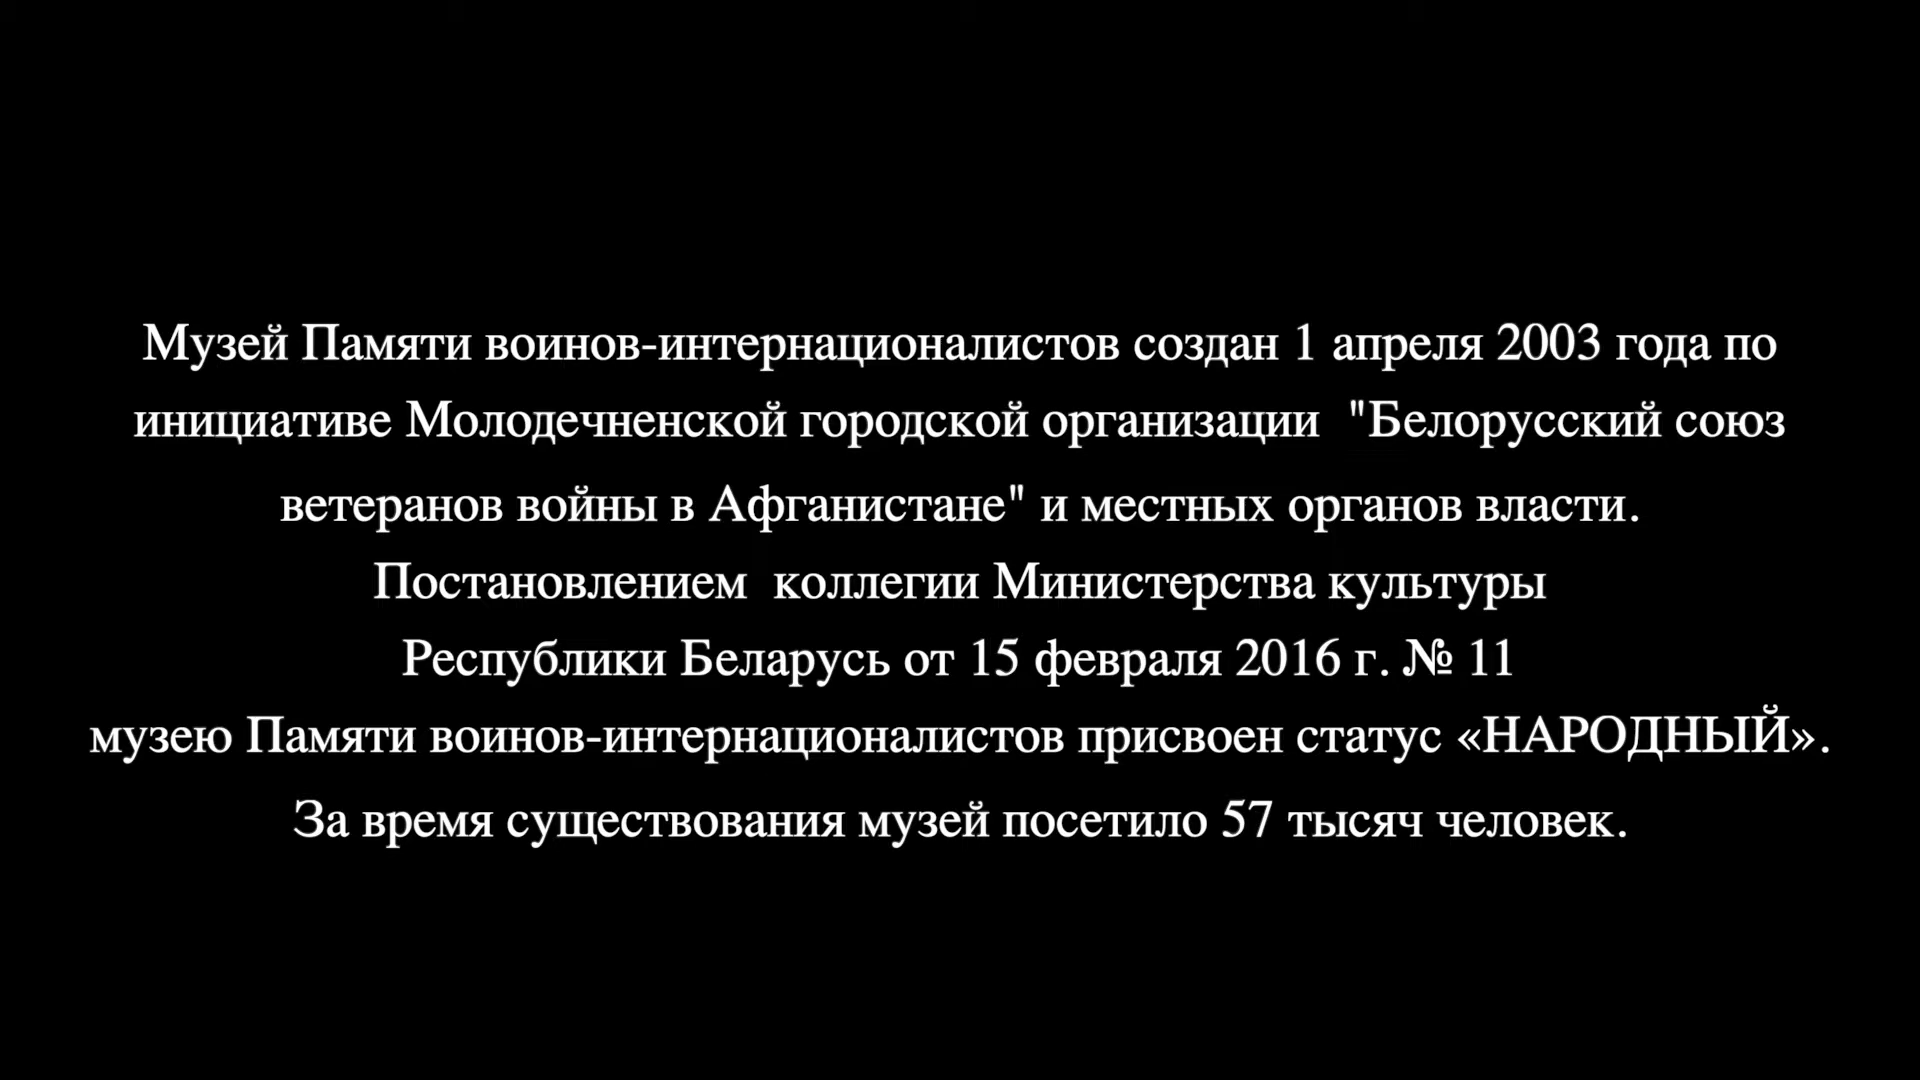 Музей Памяти воинов-интернационалистов создан 1 апреля 2003 года по
инициативе Молодечненской городской организации  "Белорусский союз
ветеранов войны в Афганистане" и местных органов власти.
Постановлением  коллегии Министерства культуры
Республики Беларусь от 15 февраля 2016 г. № 11
музею Памяти воинов-интернационалистов присвоен статус «НАРОДНЫЙ».
За время существования музей посетило 57 тысяч человек.